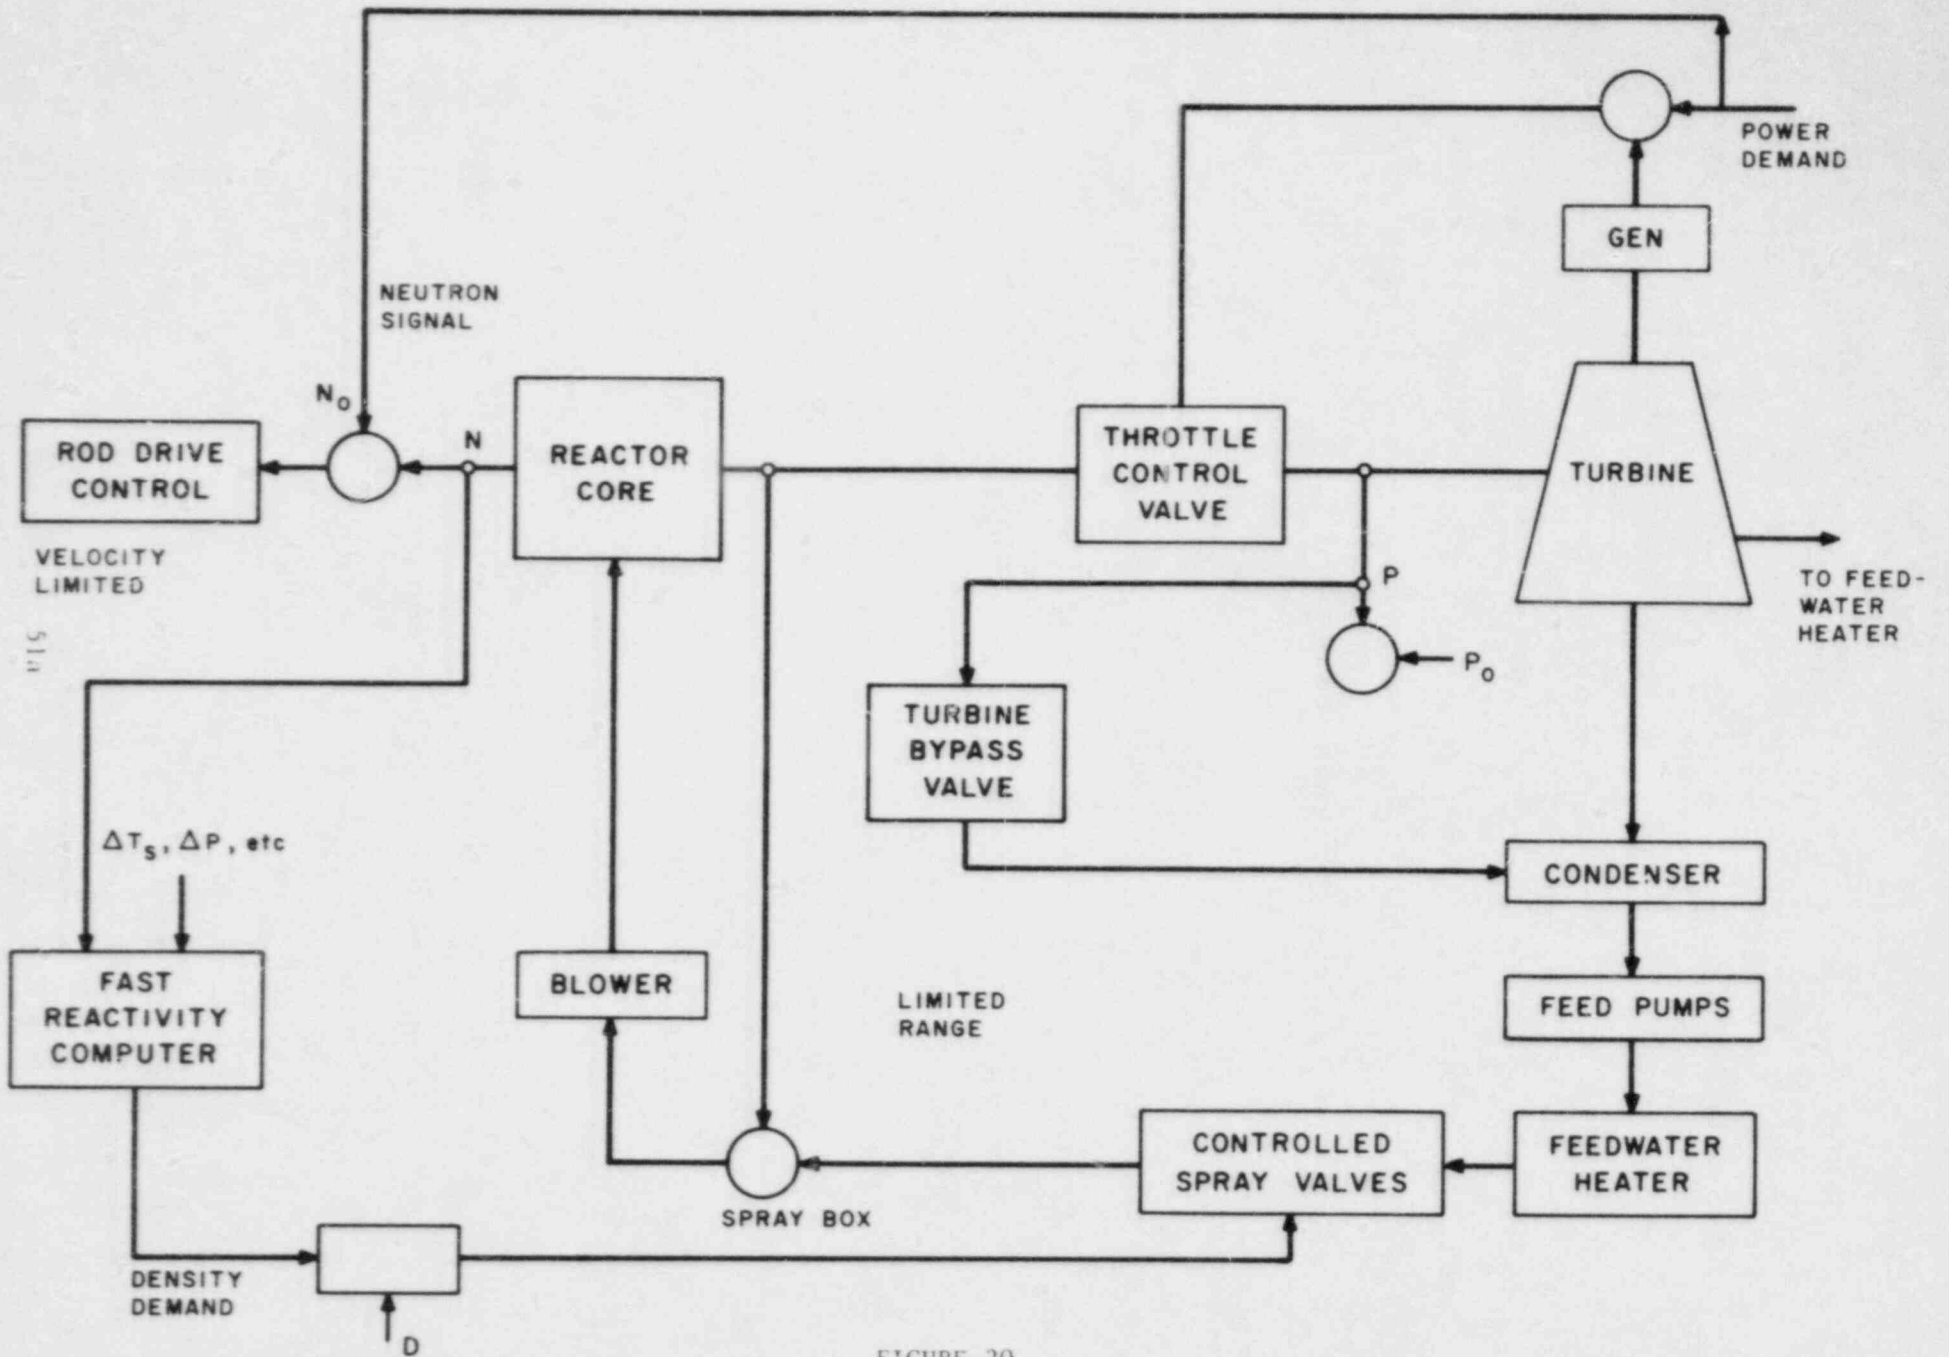 POWER
DEMAND
GEN
NEUTRON
SIGNAL
N₀
N
ROD DRIVE
CONTROL
VELOCITY
LIMITED
REACTOR
CORE
THROTTLE
CONTROL
VALVE
TURBINE
TO FEED-
WATER
HEATER
P
P₀
51a
TURBINE
BYPASS
VALVE
ΔTₛ, ΔP, etc
CONDENSER
FAST
REACTIVITY
COMPUTER
BLOWER
LIMITED
RANGE
FEED PUMPS
CONTROLLED
SPRAY VALVES
FEEDWATER
HEATER
SPRAY BOX
DENSITY
DEMAND
D